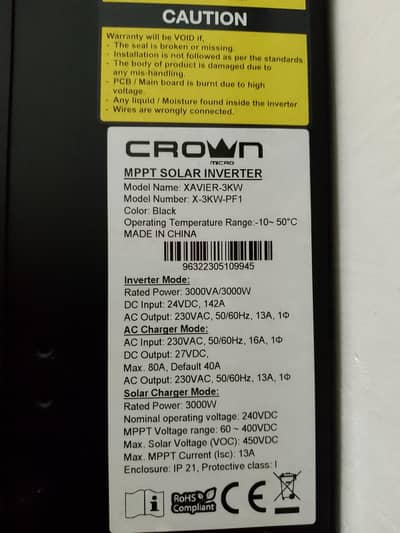 CAUTION
Warranty will be VOID if,
- The seal is broken or missing.
- Installation is not followed as per the standards
- The body of product is damaged due to
any mis-handling.
- PCB / Main board is burnt due to high
voltage.
- Any liquid / Moisture found inside the inverter
- Wires are wrongly connected.
CROWN
MICRO
MPPT SOLAR INVERTER
Model Name: XAVIER-3KW
Model Number: X-3KW-PF1
Color: Black
Operating Temperature Range:-10~ 50°C
MADE IN CHINA
96322305109945
Inverter Mode:
Rated Power: 3000VA/3000W
DC Input: 24VDC, 142A
AC Output: 230VAC, 50/60HZ, 13A, 1Φ
AC Charger Mode:
AC Input: 230VAC, 50/60HZ, 16A, 1Φ
DC Output: 27VDC,
Max. 80A, Default 40A
AC Output: 230VAC, 50/60HZ, 13A, 1Φ
Solar Charger Mode:
Rated Power: 3000W
Nominal operating voltage: 240VDC
MPPT Voltage range: 60 ~ 400VDC
Max. Solar Voltage (VOC): 450VDC
Max. MPPT Current (Isc): 13A
Enclosure: IP 21, Protective class: I
RoHS
Compliant
CE